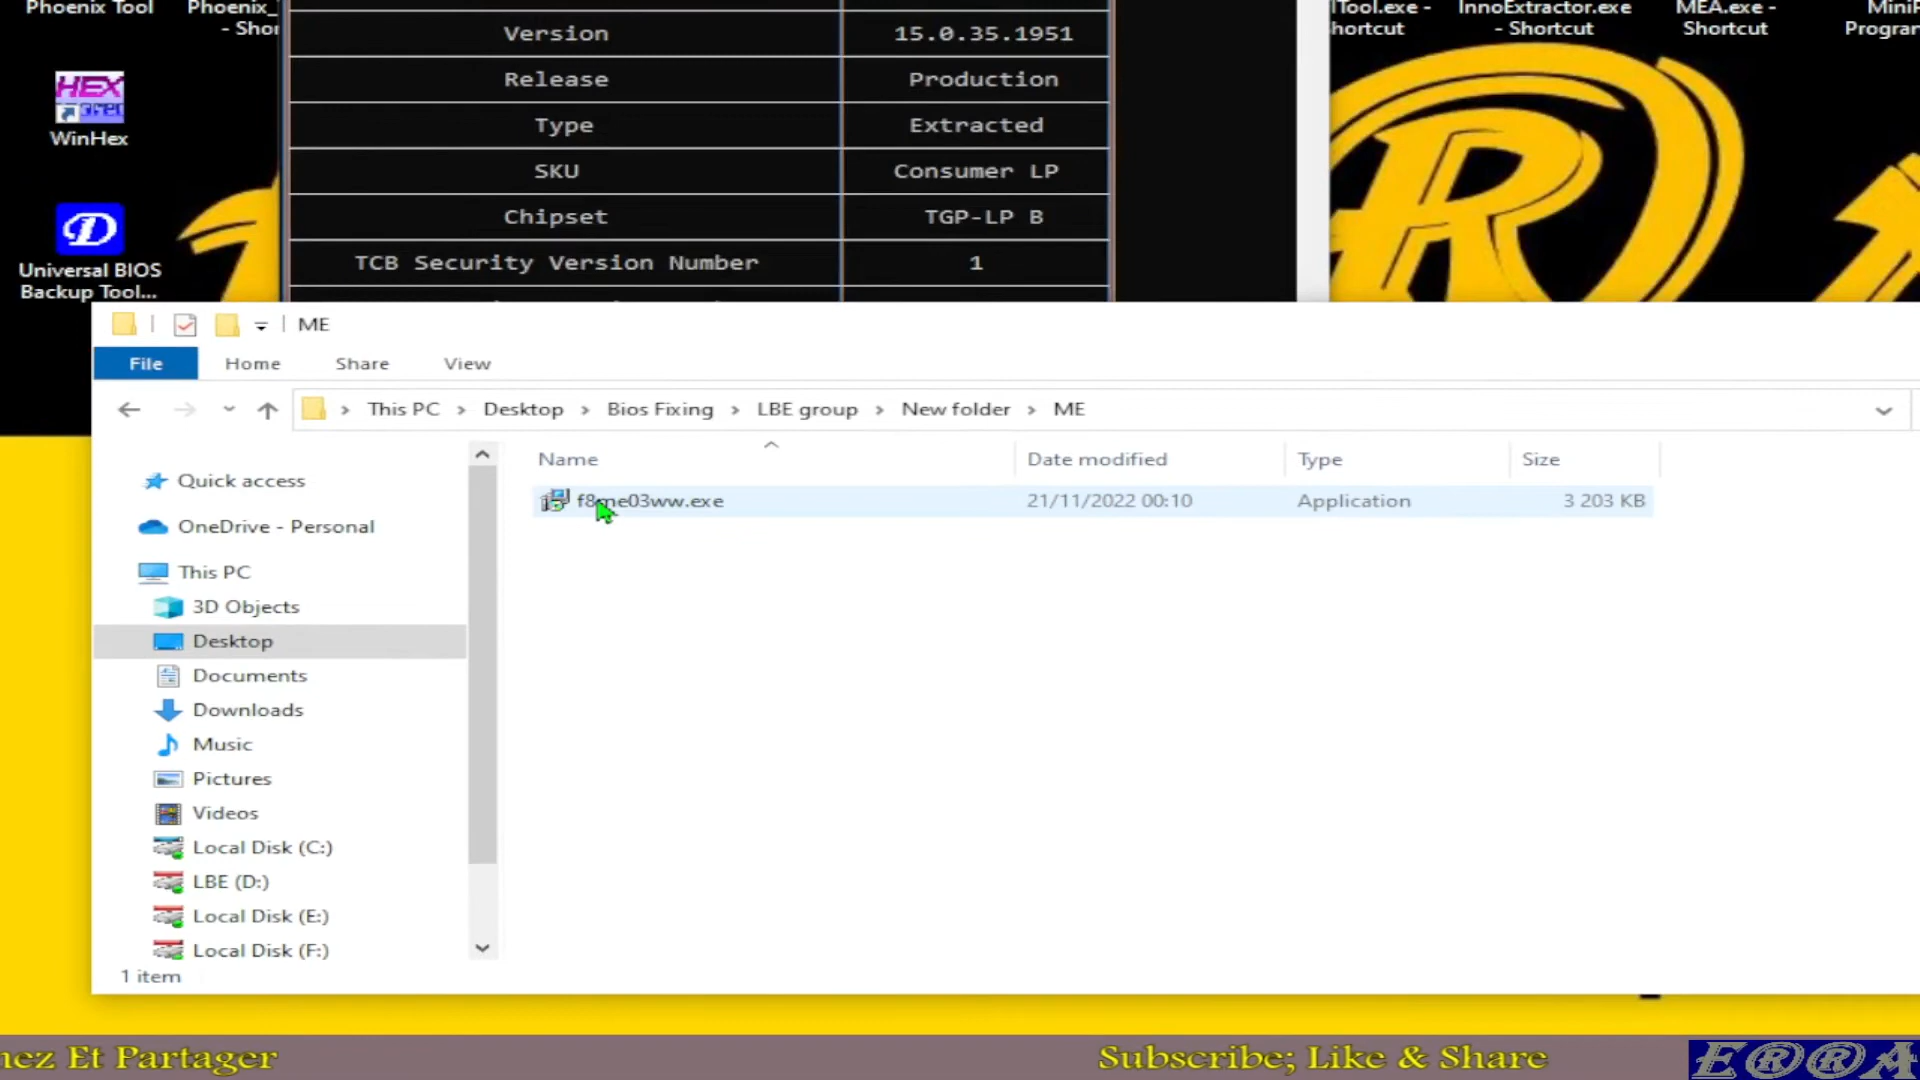 Phoenix Tool
Phoenix_
- Shor
WinHex
Universal BIOS
Backup Tool...
Version 15.0.35.1951
Release Production
Type Extracted
SKU Consumer LP
Chipset TGP-LP B
TCB Security Version Number 1
lTool.exe -
hortcut
InnoExtractor.exe
- Shortcut
MEA.exe -
Shortcut
MiniP
Program
ME
File Home Share View
This PC > Desktop > Bios Fixing > LBE group > New folder > ME
Name Date modified Type Size
f8me03ww.exe 21/11/2022 00:10 Application 3 203 KB
Quick access
OneDrive - Personal
This PC
3D Objects
Desktop
Documents
Downloads
Music
Pictures
Videos
Local Disk (C:)
LBE (D:)
Local Disk (E:)
Local Disk (F:)
1 item
nez Et Partager
Subscribe; Like & Share
ERRA